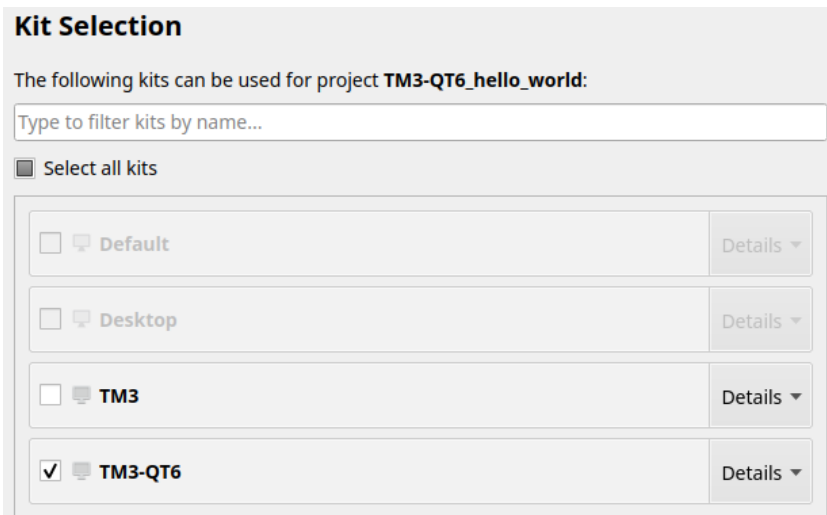 Kit Selection
The following kits can be used for project TM3-QT6_hello_world:
Type to filter kits by name...
Select all kits
Default Details
Desktop Details
TM3 Details
TM3-QT6 Details